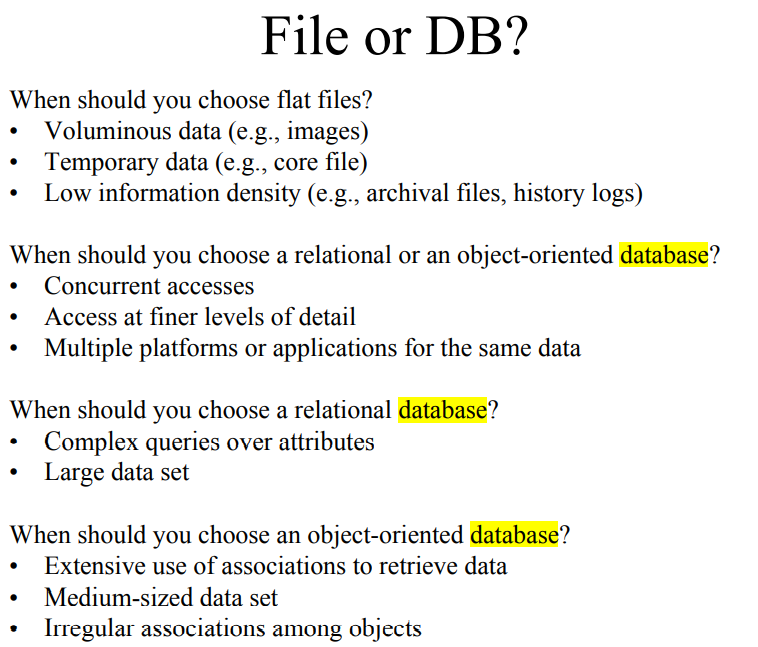 File or DB?
When should you choose flat files?
• Voluminous data (e.g., images)
• Temporary data (e.g., core file)
• Low information density (e.g., archival files, history logs)
When should you choose a relational or an object-oriented database?
• Concurrent accesses
• Access at finer levels of detail
• Multiple platforms or applications for the same data
When should you choose a relational database?
• Complex queries over attributes
• Large data set
When should you choose an object-oriented database?
• Extensive use of associations to retrieve data
• Medium-sized data set
• Irregular associations among objects